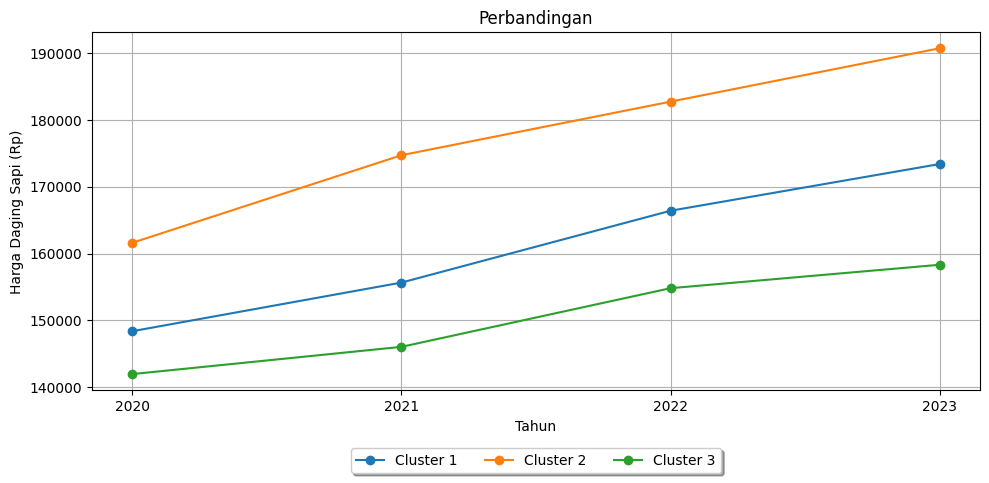 Perbandingan
190000
180000
170000
160000
150000
140000
Harga Daging Sapi (Rp)
2020 2021 2022 2023
Tahun
Cluster 1 Cluster 2 Cluster 3